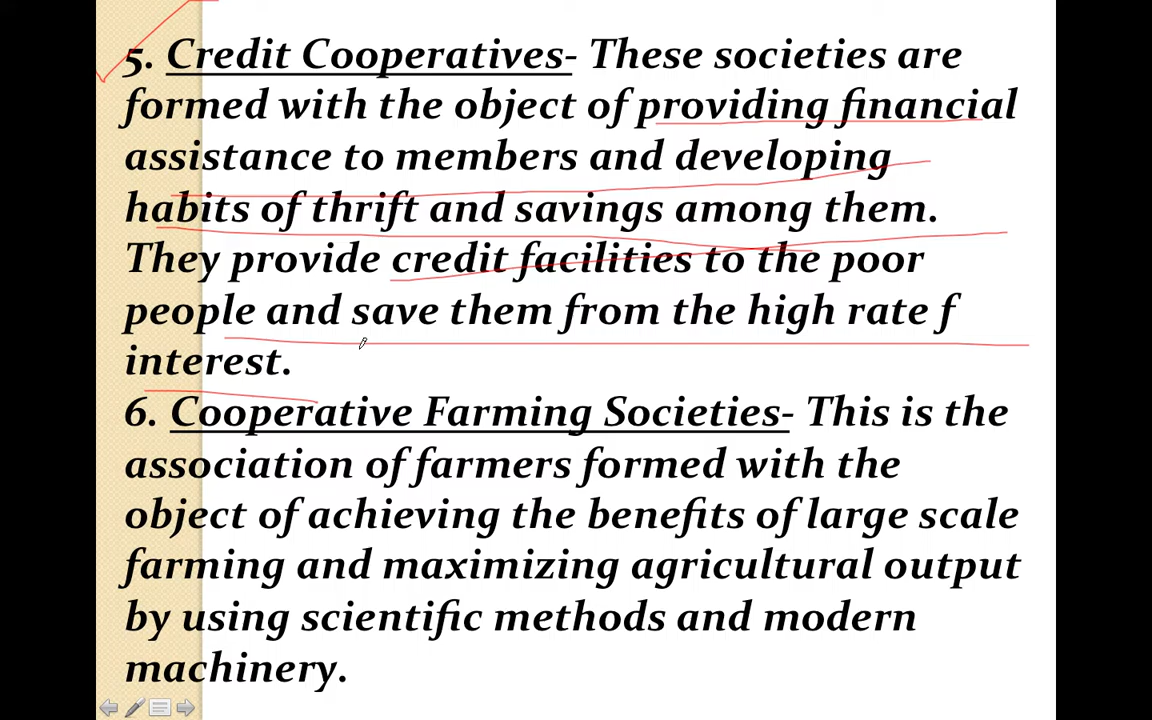 5. Credit Cooperatives- These societies are
formed with the object of providing financial
assistance to members and developing
habits of thrift and savings among them.
They provide credit facilities to the poor
people and save them from the high rate f
interest.
6. Cooperative Farming Societies- This is the
association of farmers formed with the
object of achieving the benefits of large scale
farming and maximizing agricultural output
by using scientific methods and modern
machinery.